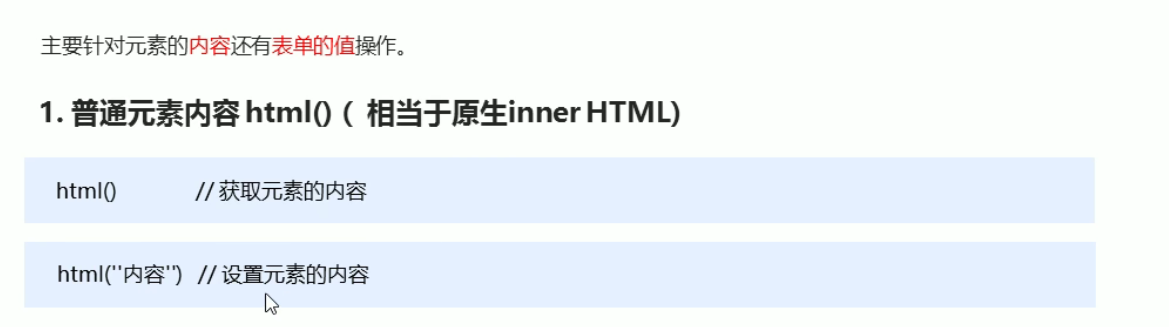 主要针对元素的内容还有表单的值操作。
1. 普通元素内容 html() ( 相当于原生inner HTML)
html() // 获取元素的内容
html(''内容'') // 设置元素的内容